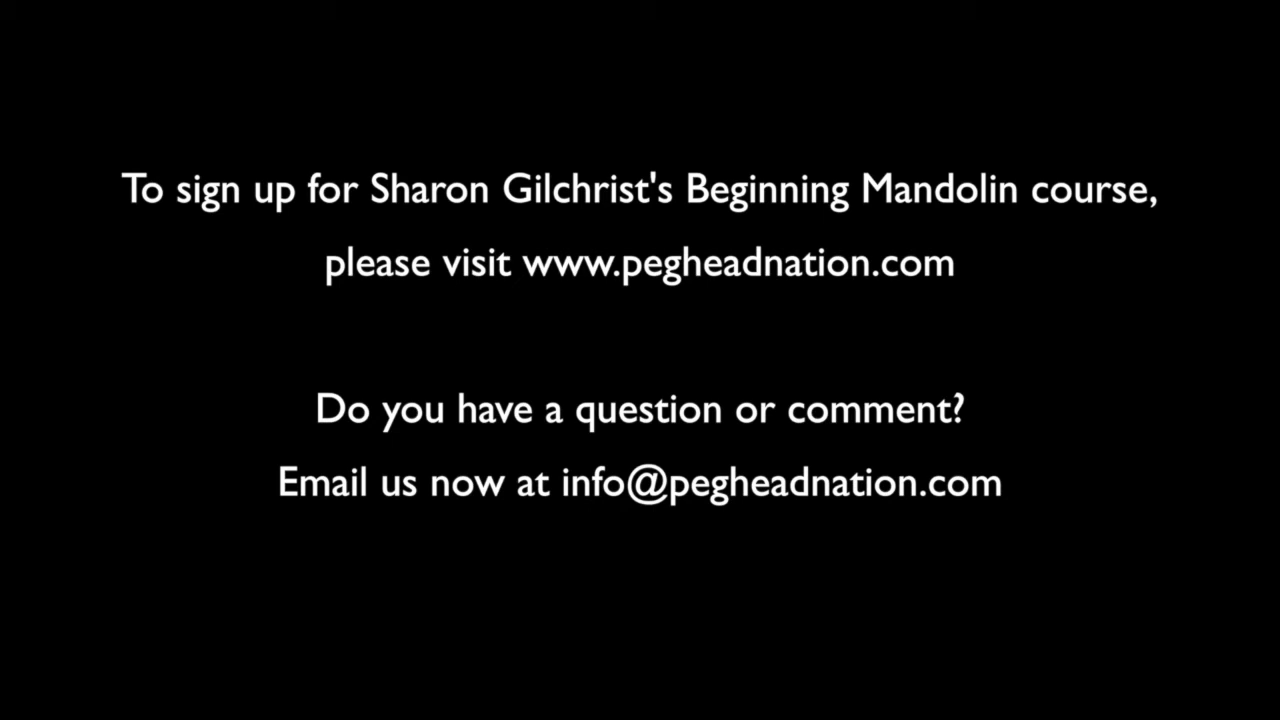 To sign up for Sharon Gilchrist's Beginning Mandolin course,
please visit www.pegheadnation.com
Do you have a question or comment?
Email us now at info@pegheadnation.com